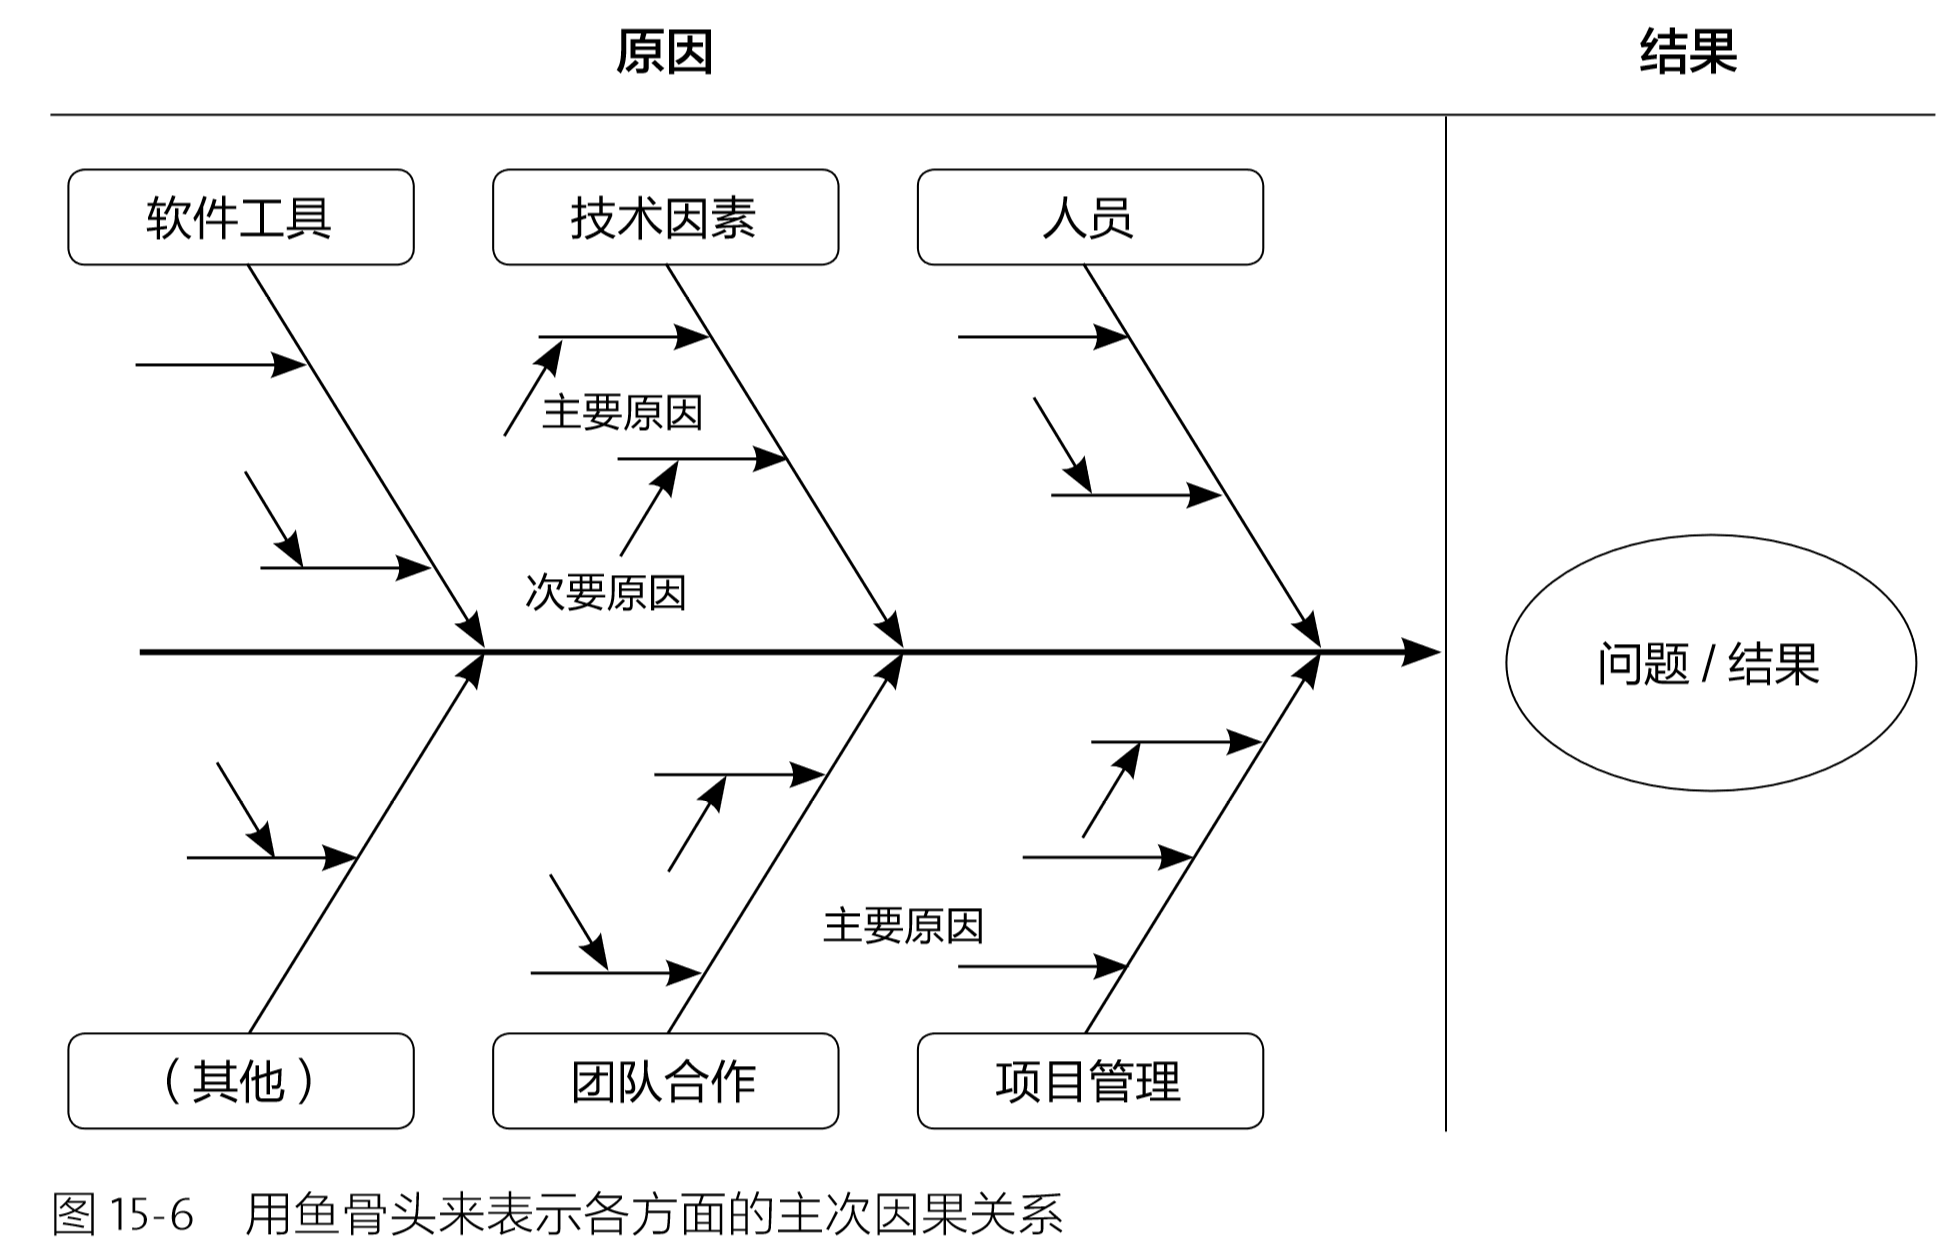 原因
结果
软件工具
技术因素
人员
主要原因
次要原因
问题 / 结果
主要原因
（其他）
团队合作
项目管理
图 15-6 用鱼骨头来表示各方面的主次因果关系